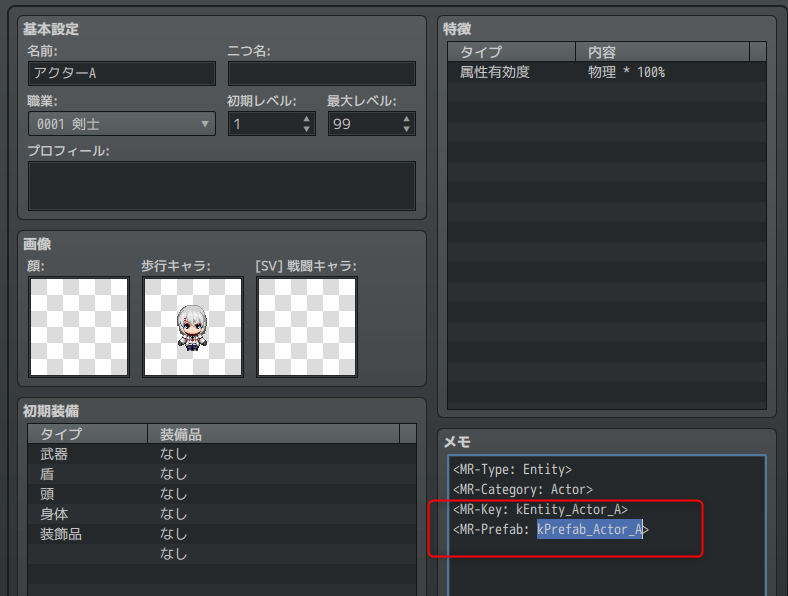 基本設定
名前:
二つ名:
アクターA
職業:
初期レベル:
最大レベル:
0001 剣士
1
99
プロフィール:
画像
顔:
歩行キャラ:
[SV] 戦闘キャラ:
初期装備
タイプ
装備品
武器
なし
盾
なし
頭
なし
身体
なし
装飾品
なし
なし
特徴
タイプ
内容
属性有効度
物理 * 100%
メモ
<MR-Type: Entity>
<MR-Category: Actor>
<MR-Key: kEntity_Actor_A>
<MR-Prefab: kPrefab_Actor_A>